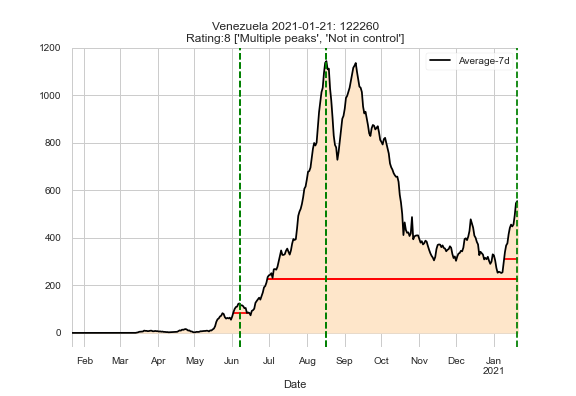 Venezuela 2021-01-21: 122260
Rating:8 ['Multiple peaks', 'Not in control']
Average-7d
1200
1000
800
600
400
200
0
Feb Mar Apr May Jun Jul Aug Sep Oct Nov Dec Jan
2021
Date